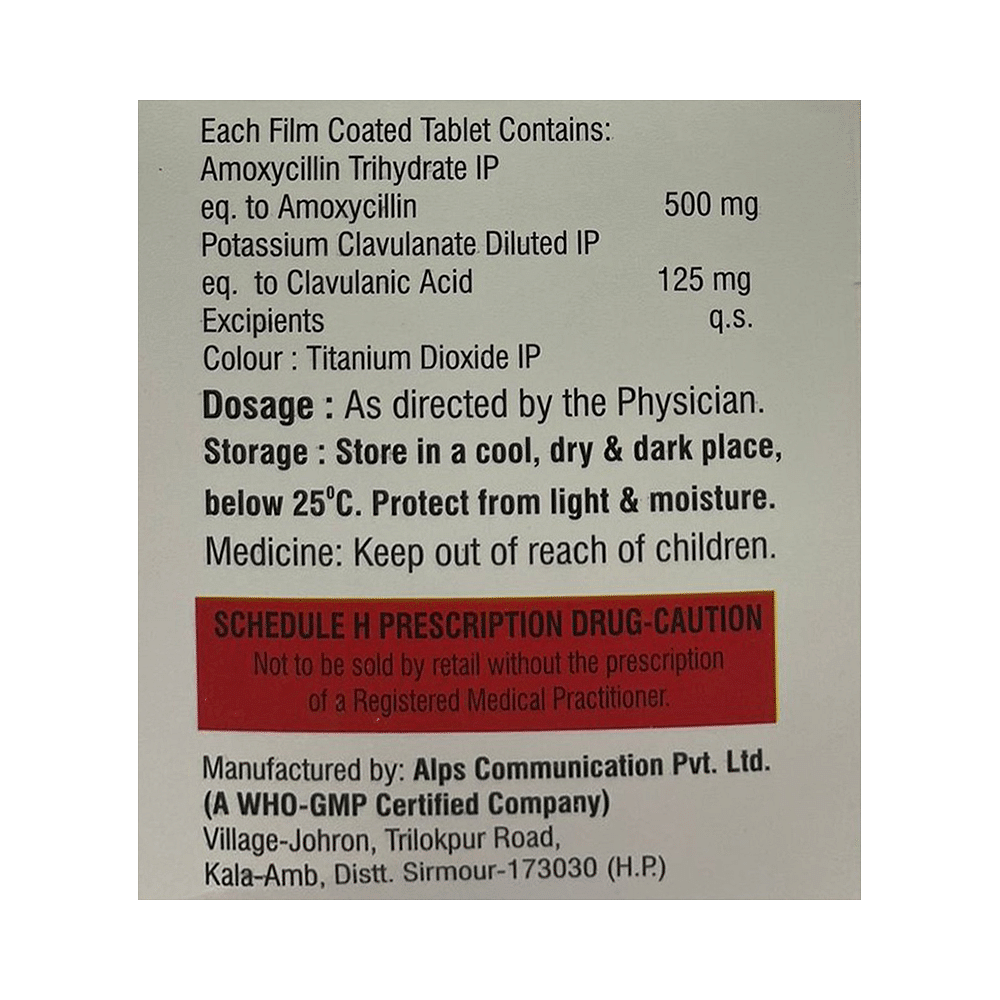 Each Film Coated Tablet Contains:
Amoxycillin Trihydrate IP
eq. to Amoxycillin 500 mg
Potassium Clavulanate Diluted IP
eq. to Clavulanic Acid 125 mg
Excipients q.s.
Colour : Titanium Dioxide IP
Dosage : As directed by the Physician.
Storage : Store in a cool, dry & dark place,
below 25⁰C. Protect from light & moisture.
Medicine: Keep out of reach of children.
SCHEDULE H PRESCRIPTION DRUG-CAUTION
Not to be sold by retail without the prescription
of a Registered Medical Practitioner.
Manufactured by: Alps Communication Pvt. Ltd.
(A WHO-GMP Certified Company)
Village-Johron, Trilokpur Road,
Kala-Amb, Distt. Sirmour-173030 (H.P.)